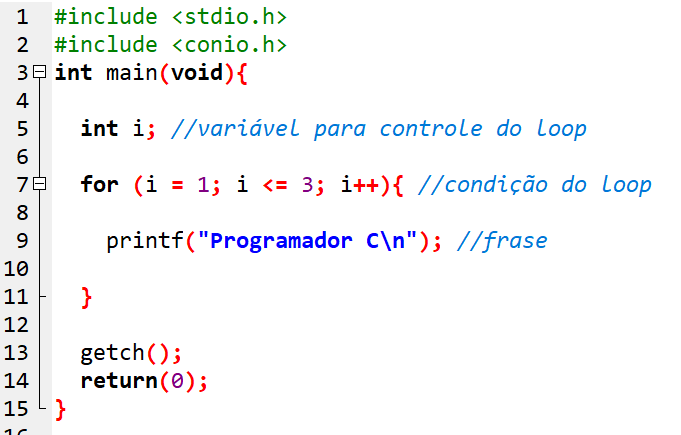 1 #include <stdio.h>
2 #include <conio.h>
3 int main(void){
4
5 int i; //variável para controle do loop
6
7 for (i = 1; i <= 3; i++){ //condição do loop
8
9 printf("Programador C\n"); //frase
10
11 }
12
13 getch();
14 return(0);
15 }
16